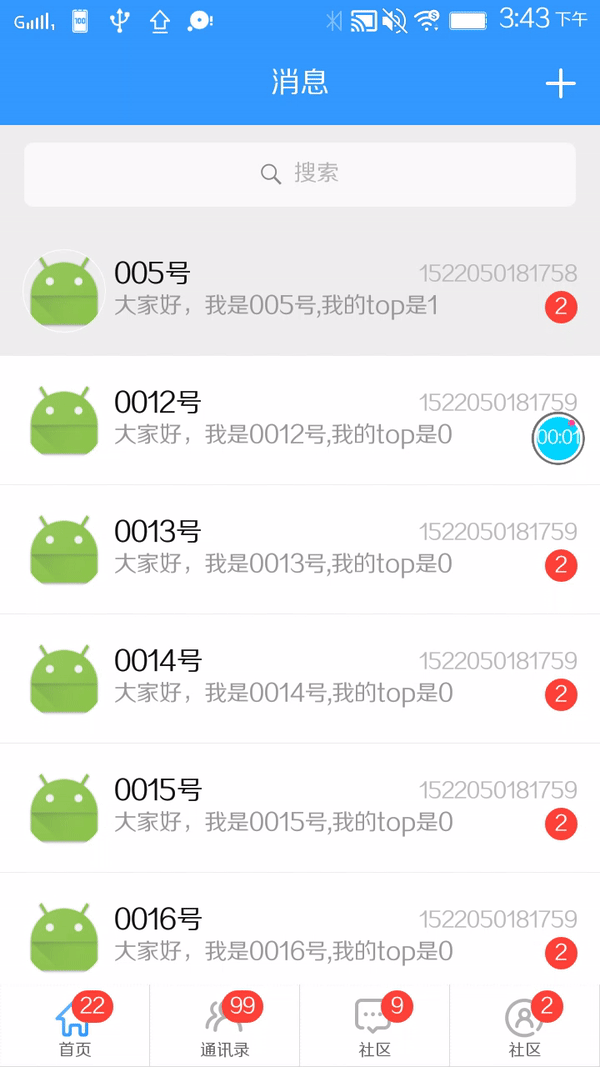 G
1
100
3:43 下午
消息
搜索
005号
1522050181758
大家好，我是005号,我的top是1
2
0012号
1522050181759
大家好，我是0012号,我的top是0
00:01
0013号
1522050181759
大家好，我是0013号,我的top是0
2
0014号
1522050181759
大家好，我是0014号,我的top是0
2
0015号
1522050181759
大家好，我是0015号,我的top是0
2
0016号
1522050181759
大家好，我是0016号,我的top是0
2
22
99
9
2
首页
通讯录
社区
社区